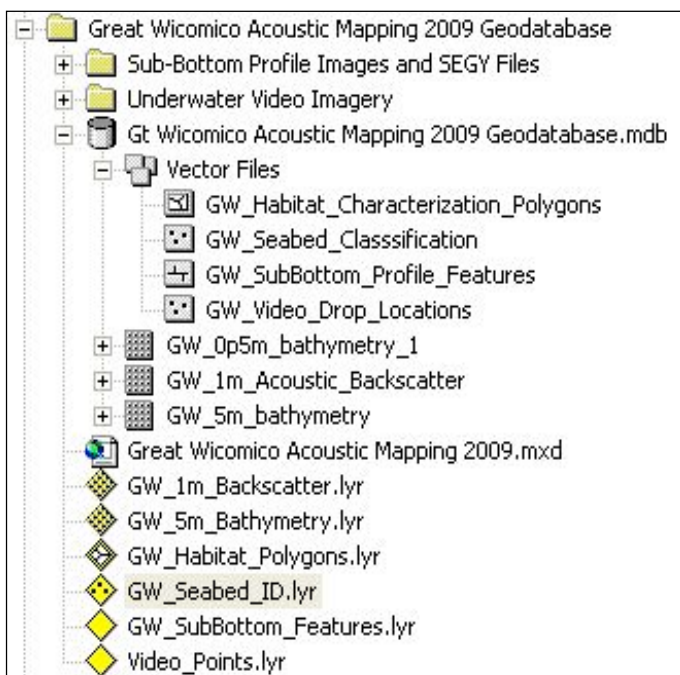 Great Wicomico Acoustic Mapping 2009 Geodatabase
Sub-Bottom Profile Images and SEGY Files
Underwater Video Imagery
Gt Wicomico Acoustic Mapping 2009 Geodatabase.mdb
Vector Files
GW_Habitat_Characterization_Polygons
GW_Seabed_Classsification
GW_SubBottom_Profile_Features
GW_Video_Drop_Locations
GW_0p5m_bathymetry_1
GW_1m_Acoustic_Backscatter
GW_5m_bathymetry
Great Wicomico Acoustic Mapping 2009.mxd
GW_1m_Backscatter.lyr
GW_5m_Bathymetry.lyr
GW_Habitat_Polygons.lyr
GW_Seabed_ID.lyr
GW_SubBottom_Features.lyr
Video_Points.lyr